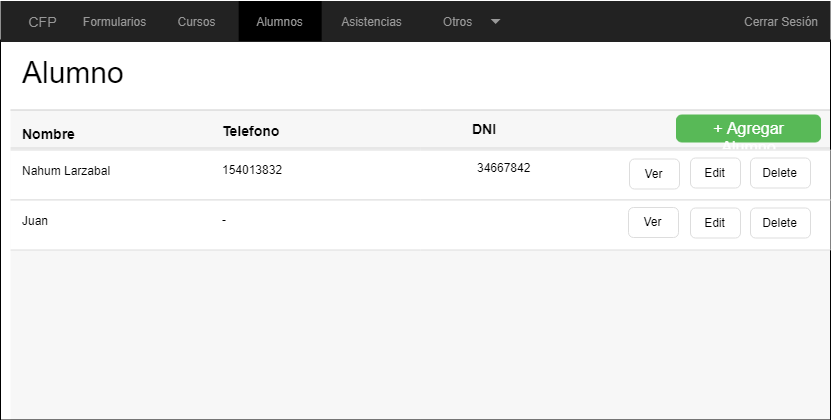 CFP Formularios Cursos Alumnos Asistencias Otros Cerrar Sesión
Alumno
Nombre Telefono DNI + Agregar
Alumno
Nahum Larzabal 154013832 34667842 Ver Edit Delete
Juan - Ver Edit Delete